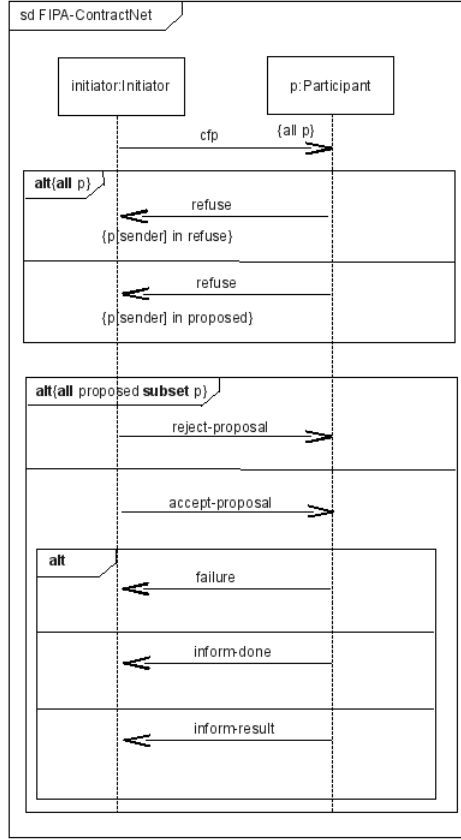 sd FIPA-ContractNet
initiator:Initiator
p:Participant
cfp
{all p}
alt{all p}
refuse
{p[sender] in refuse}
refuse
{p[sender] in proposed}
alt{all proposed subset p}
reject-proposal
accept-proposal
alt
failure
inform-done
inform-result